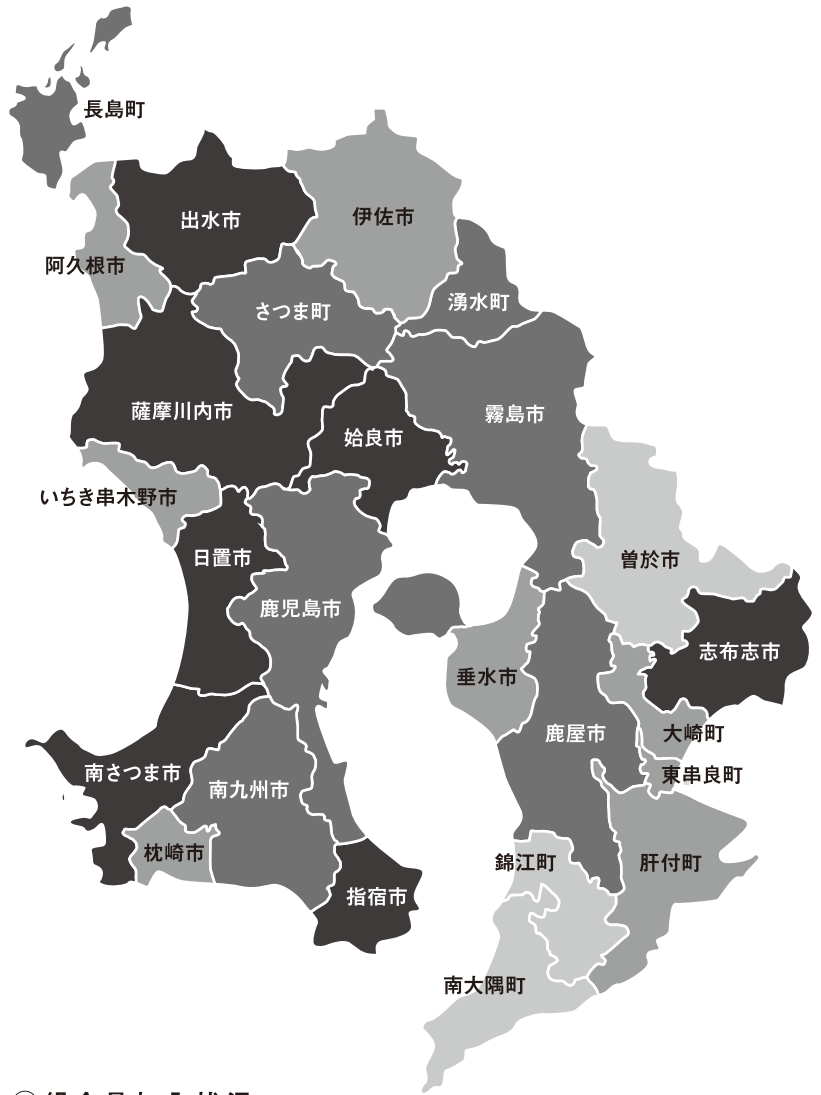 長島町
出水市
伊佐市
阿久根市
さつま町
湧水町
薩摩川内市
姶良市
霧島市
いちき串木野市
日置市
曽於市
鹿児島市
志布志市
垂水市
鹿屋市
大崎町
南さつま市
東串良町
南九州市
枕崎市
錦江町
肝付町
指宿市
南大隅町